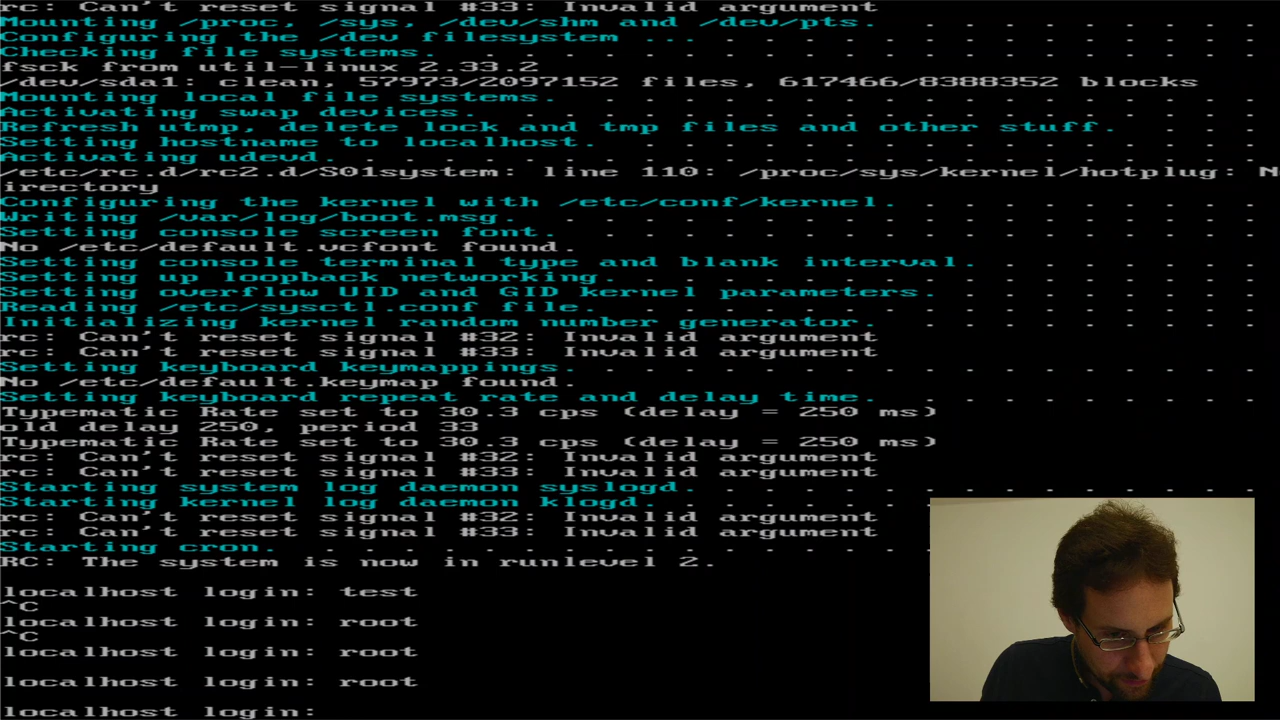 rc: Can't reset signal #33: Invalid argument
Mounting /proc, /sys, /dev/shm and /dev/pts. . . . . . . . . . .
Configuring the /dev filesystem ... . . . . . . . . . . . . . . .
Checking file systems. . . . . . . . . . . . . . . . . . . . .
fsck from util-linux 2.33.2
/dev/sda1: clean, 57973/2097152 files, 617466/8388352 blocks
Mounting local file systems. . . . . . . . . . . . . . . . . . .
Activating swap devices. . . . . . . . . . . . . . . . . . . . .
Refresh utmp, delete lock and tmp files and other stuff. . . . .
Setting hostname to localhost. . . . . . . . . . . . . . . . . .
Activating udevd. . . . . . . . . . . . . . . . . . . . . . . .
/etc/rc.d/rc2.d/S01system: line 110: /proc/sys/kernel/hotplug: N
irectory
Configuring the kernel with /etc/conf/kernel. . . . . . . . . .
Writing /var/log/boot.msg. . . . . . . . . . . . . . . . . . . .
Setting console screen font. . . . . . . . . . . . . . . . . . .
No /etc/default.vcfont found.
Setting console terminal type and blank interval. . . . . . . .
Setting up loopback networking. . . . . . . . . . . . . . . . .
Setting overflow UID and GID kernel parameters. . . . . . . . .
Reading /etc/sysctl.conf file. . . . . . . . . . . . . . . . . .
Initializing kernel random number generator. . . . . . . . . . .
rc: Can't reset signal #32: Invalid argument
rc: Can't reset signal #33: Invalid argument
Setting keyboard keymappings. . . . . . . . . . . . . . . . . .
No /etc/default.keymap found.
Setting keyboard repeat rate and delay time. . . . . . . . . . .
Typematic Rate set to 30.3 cps (delay = 250 ms)
old delay 250, period 33
Typematic Rate set to 30.3 cps (delay = 250 ms)
rc: Can't reset signal #32: Invalid argument
rc: Can't reset signal #33: Invalid argument
Starting system log daemon syslogd. . . . . . . . . . . . . . .
Starting kernel log daemon klogd. . . . . . . .
rc: Can't reset signal #32: Invalid argument
rc: Can't reset signal #33: Invalid argument
Starting cron. . . . . . . . . . . . . . . . . .
RC: The system is now in runlevel 2.
localhost login: test
^C
localhost login: root
^C
localhost login: root
localhost login: root
localhost login: